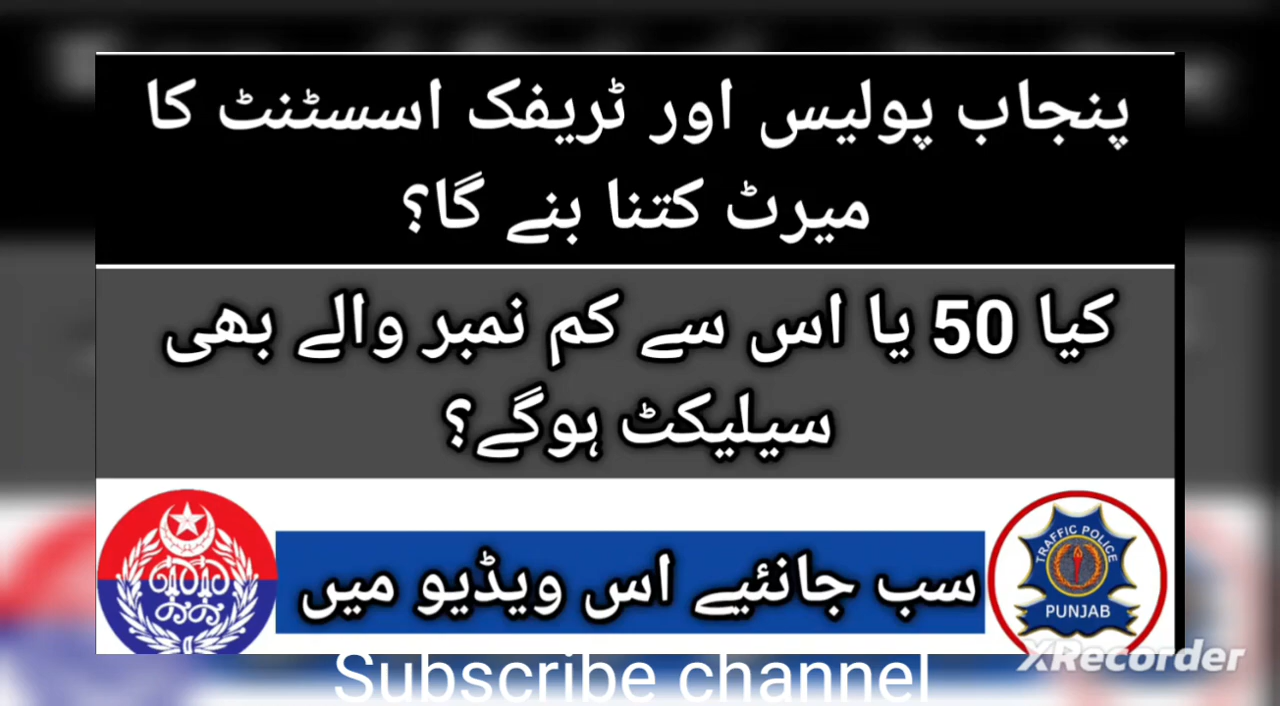 پنجاب پولیس اور ٹریفک اسسٹنٹ کا
میرٹ کتنا بنے گا؟
کیا 50 یا اس سے کم نمبر والے بھی
سیلیکٹ ہوگے؟
سب جانئیے اس ویڈیو میں
TRAFFIC POLICE
PUNJAB
XRecorder
Subscribe channel